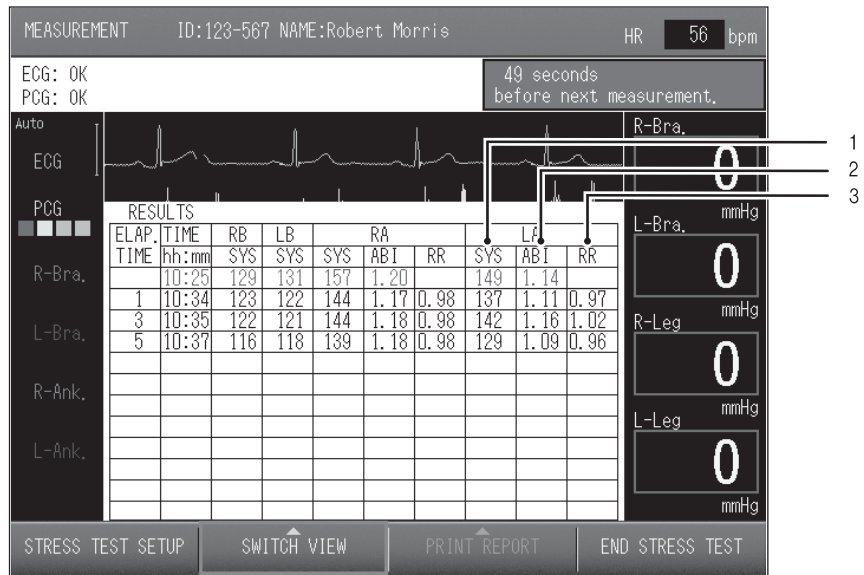 MEASUREMENT ID:123-567 NAME:Robert Morris HR 56 bpm
ECG: OK
PCG: OK
49 seconds
before next measurement.
Auto
ECG
PCG
R-Bra.
L-Bra.
R-Ank.
L-Ank.
RESULTS
ELAP. TIME RB LB RA LA
TIME hh:mm SYS SYS SYS ABI RR SYS ABI RR
10:25 129 131 157 1.20 149 1.14
1 10:34 123 122 144 1.17 0.98 137 1.11 0.97
3 10:35 122 121 144 1.18 0.98 142 1.16 1.02
5 10:37 116 118 139 1.18 0.98 129 1.09 0.96
R-Bra.
0
mmHg
L-Bra.
0
mmHg
R-Leg
0
mmHg
L-Leg
0
mmHg
1
2
3
STRESS TEST SETUP SWITCH VIEW PRINT REPORT END STRESS TEST